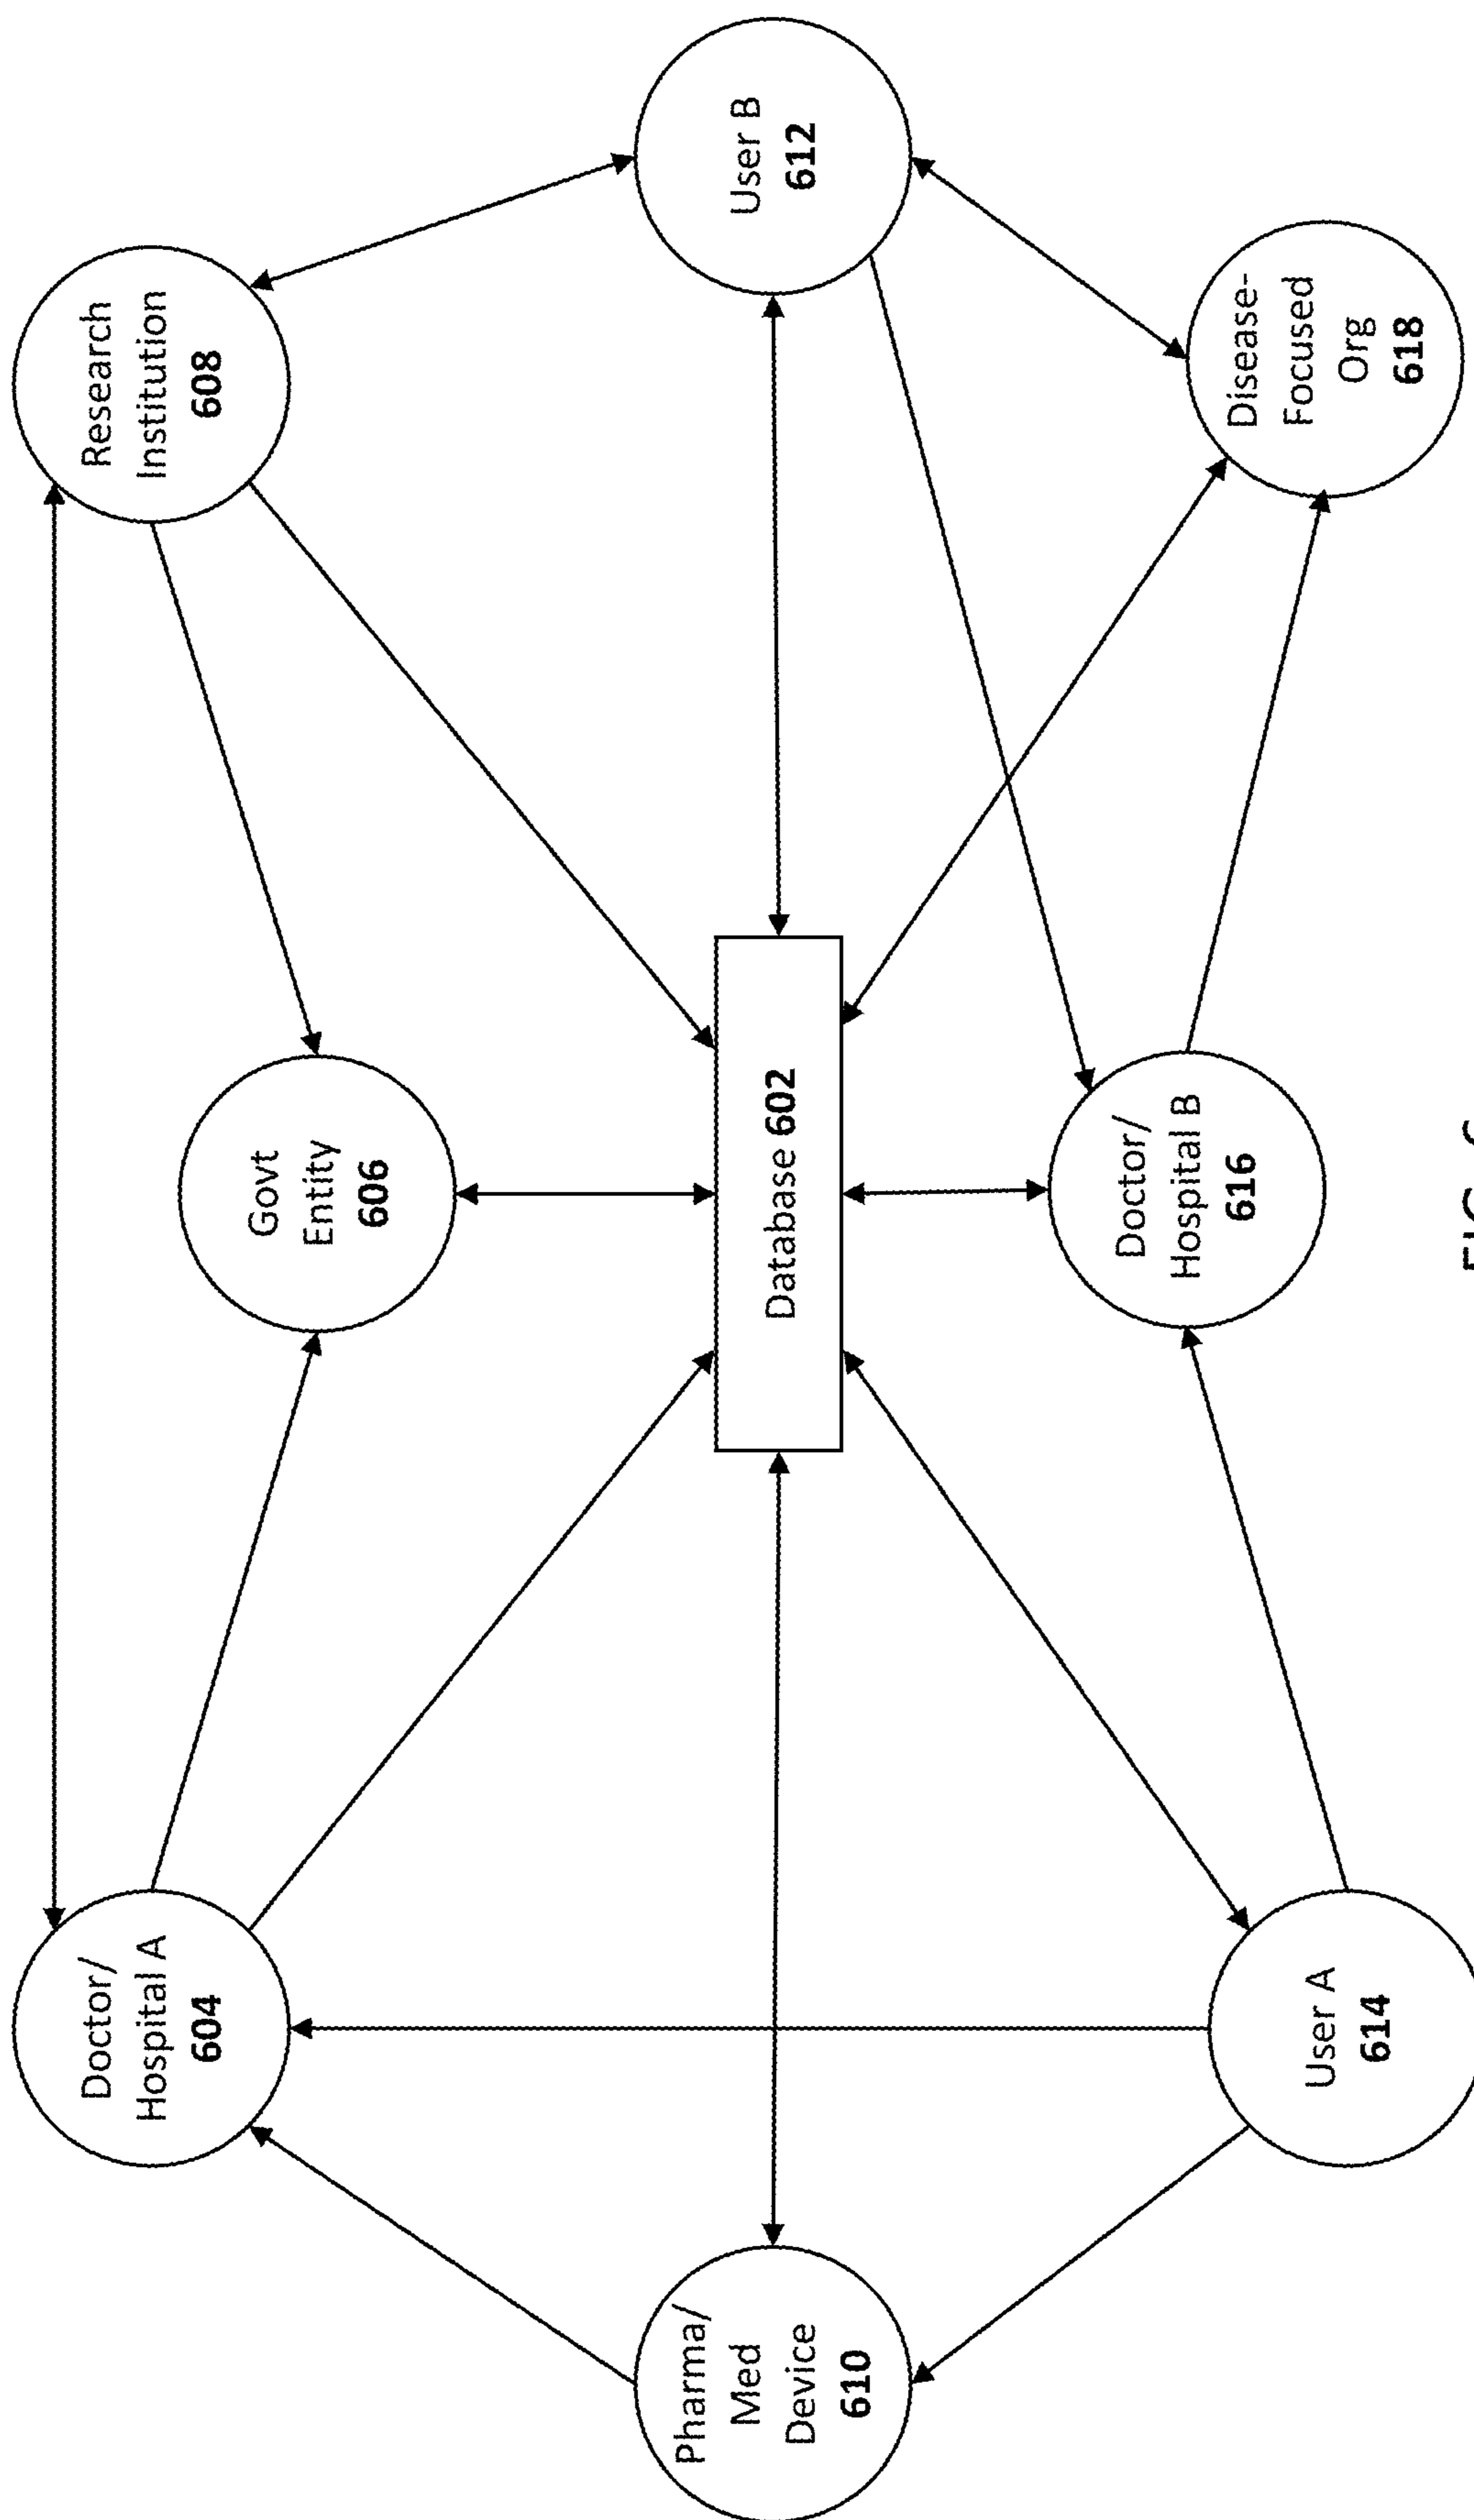 Doctor/
Hospital A
604
Govt
Entity
606
Research
Institution
608
Pharma/
Med
Device
610
Database 602
User B
612
User A
614
Doctor/
Hospital B
616
Disease-
Focused
Org
618